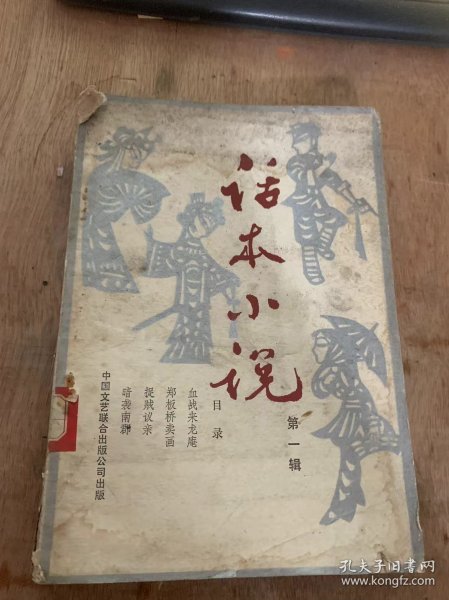 话本小说
第一辑
目录
血战来龙庵
郑板桥卖画
捉贼议亲
暗袭南郡
中国文艺联合出版公司出版
孔夫子旧书网
www.kongfz.com